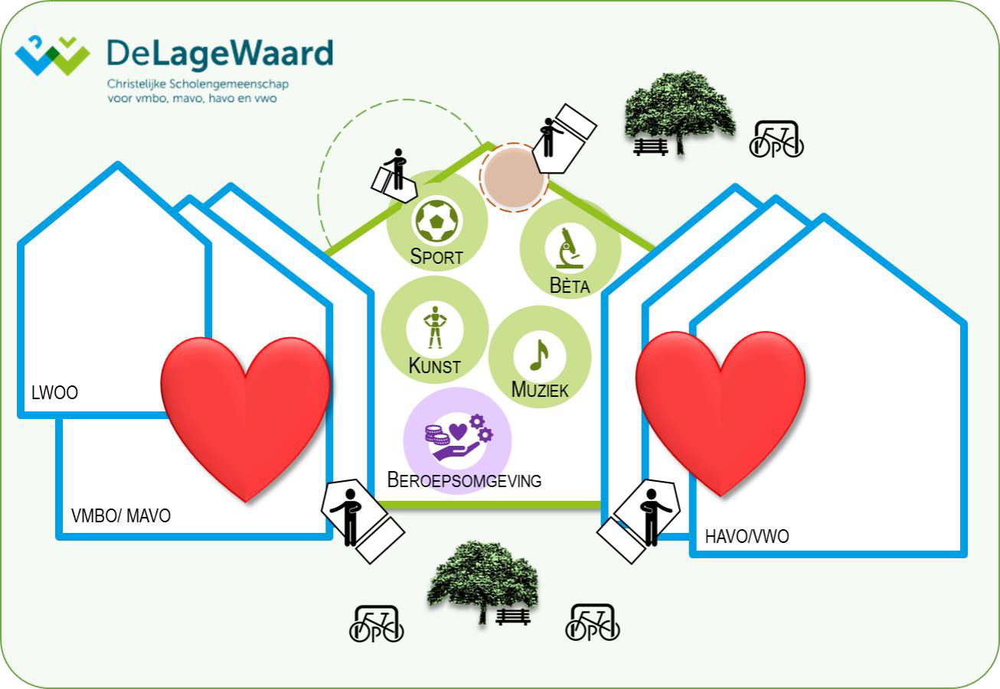 DeLageWaard
Christelijke Scholengemeenschap
voor vmbo, mavo, havo en vwo
SPORT
BÈTA
KUNST
MUZIEK
LWOO
BEROEPSOMGEVING
VMBO/ MAVO
HAVO/VWO